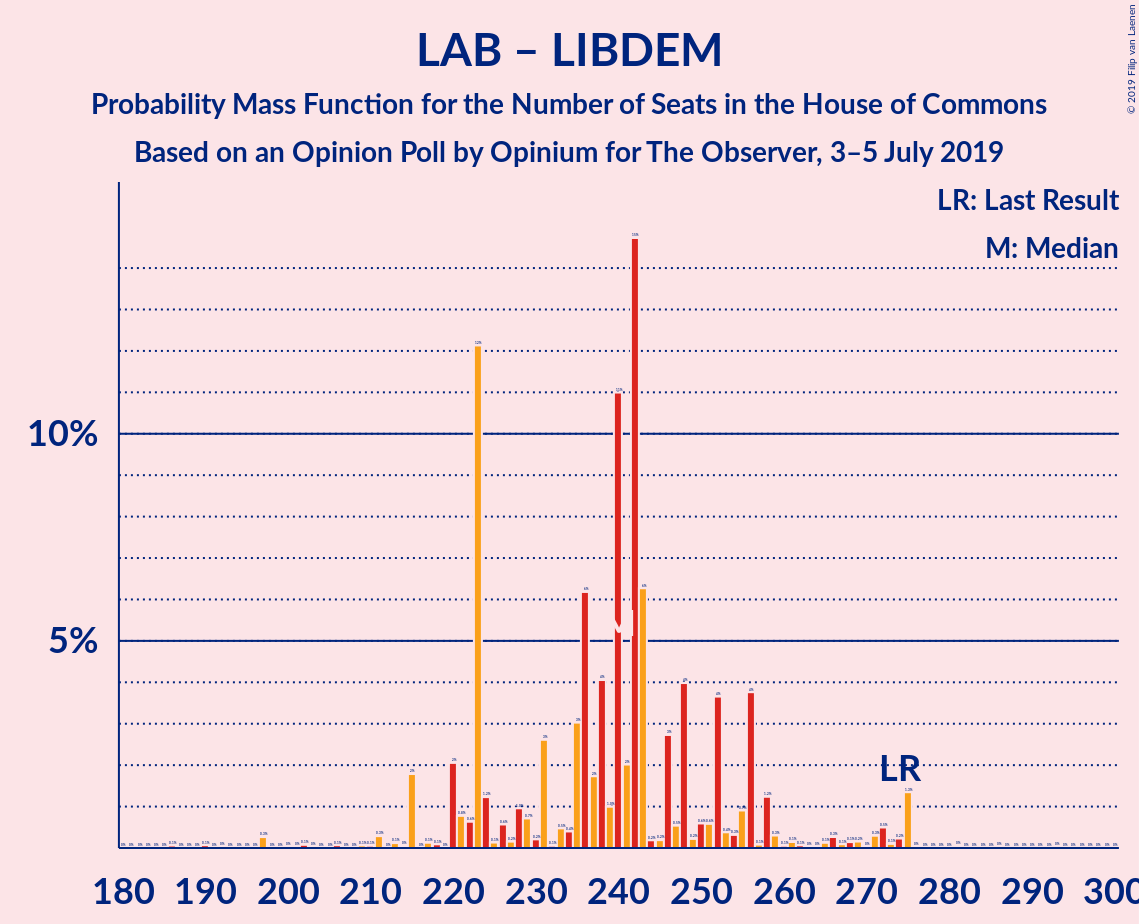 LAB – LIBDEM
Probability Mass Function for the Number of Seats in the House of Commons
Based on an Opinion Poll by Opinium for The Observer, 3–5 July 2019
© 2019 Filip van Laenen
LR: Last Result
M: Median
10%
5%
LR
180 190 200 210 220 230 240 250 260 270 280 290 300